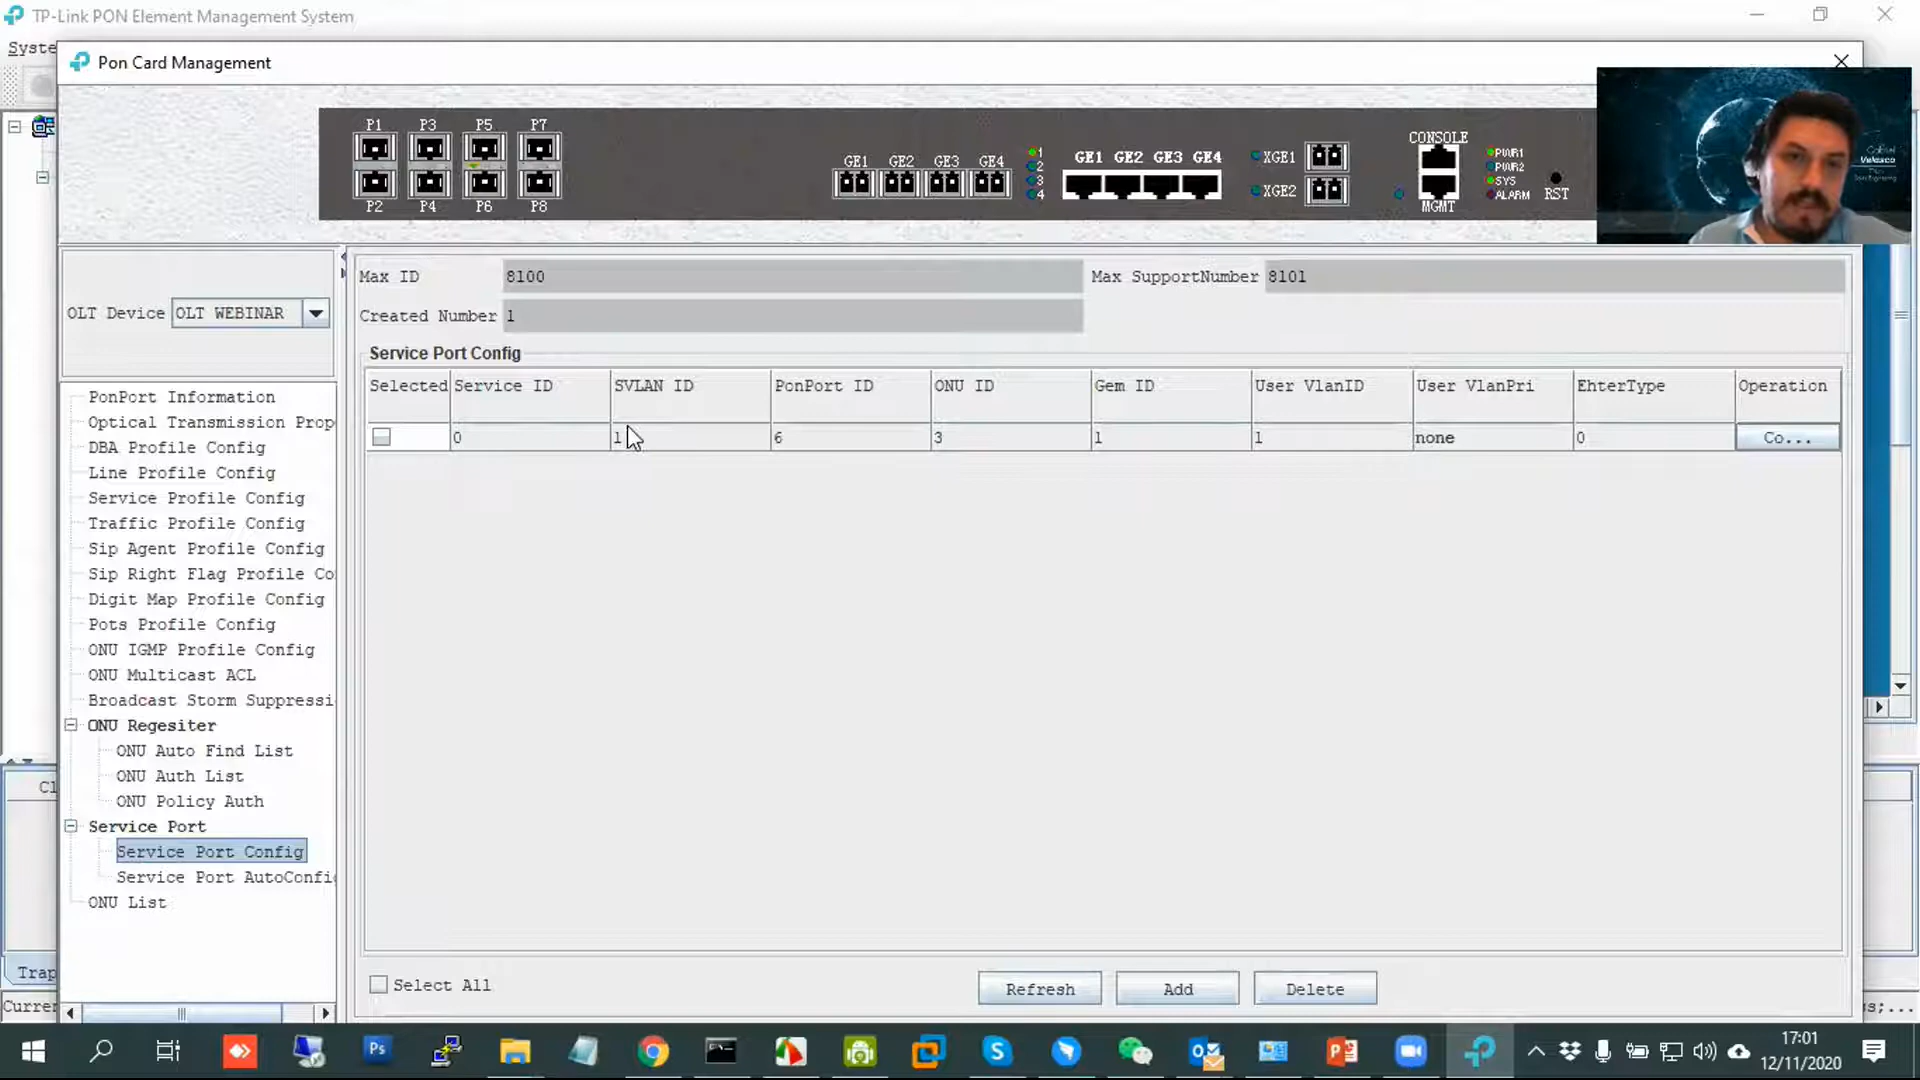 TP-Link PON Element Management System
Syste
Pon Card Management
P1 P3 P5 P7
P2 P4 P6 P8
GE1 GE2 GE3 GE4
1
2
3
4
GE1 GE2 GE3 GE4
XGE1
XGE2
CONSOLE
MGMT
PWR1
PWR2
SYS
ALARM
RST
Velasco
OLT Device OLT WEBINAR
Max ID 8100 Max SupportNumber 8101
Created Number 1
Service Port Config
Selected Service ID SVLAN ID PonPort ID ONU ID Gem ID User VlanID User VlanPri EhterType Operation
0 1 6 3 1 1 none 0 Co...
PonPort Information
Optical Transmission Prop
DBA Profile Config
Line Profile Config
Service Profile Config
Traffic Profile Config
Sip Agent Profile Config
Sip Right Flag Profile Co
Digit Map Profile Config
Pots Profile Config
ONU IGMP Profile Config
ONU Multicast ACL
Broadcast Storm Suppressi
ONU Regesiter
ONU Auto Find List
ONU Auth List
ONU Policy Auth
Service Port
Service Port Config
Service Port AutoConfi
ONU List
Cl
Trap
Curren
s;...
Select All Refresh Add Delete
Ps
17:01
12/11/2020